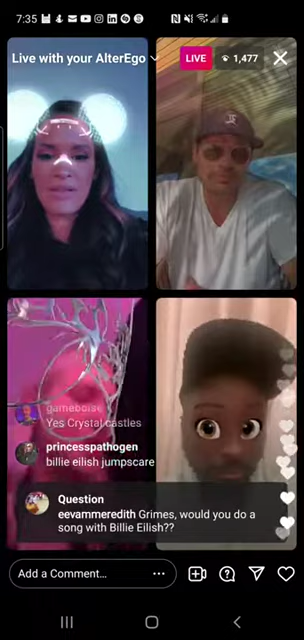 7:35
Live with your AlterEgo
LIVE
1,477
gameboise
Yes Crystal castles
princesspathogen
billie eilish jumpscare
Question
eevammeredith Grimes, would you do a
song with Billie Eilish??
Add a Comment...